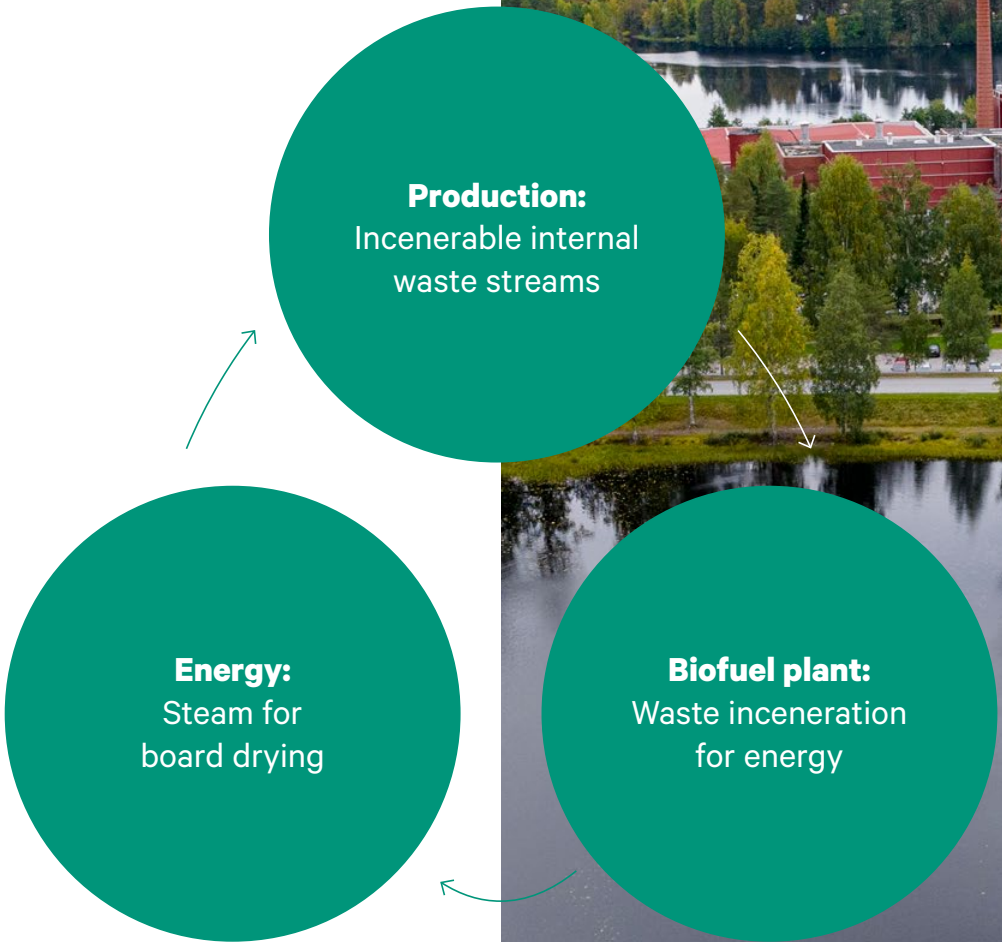 Production:
Incenerable internal
waste streams
Energy:
Steam for
board drying
Biofuel plant:
Waste inceneration
for energy